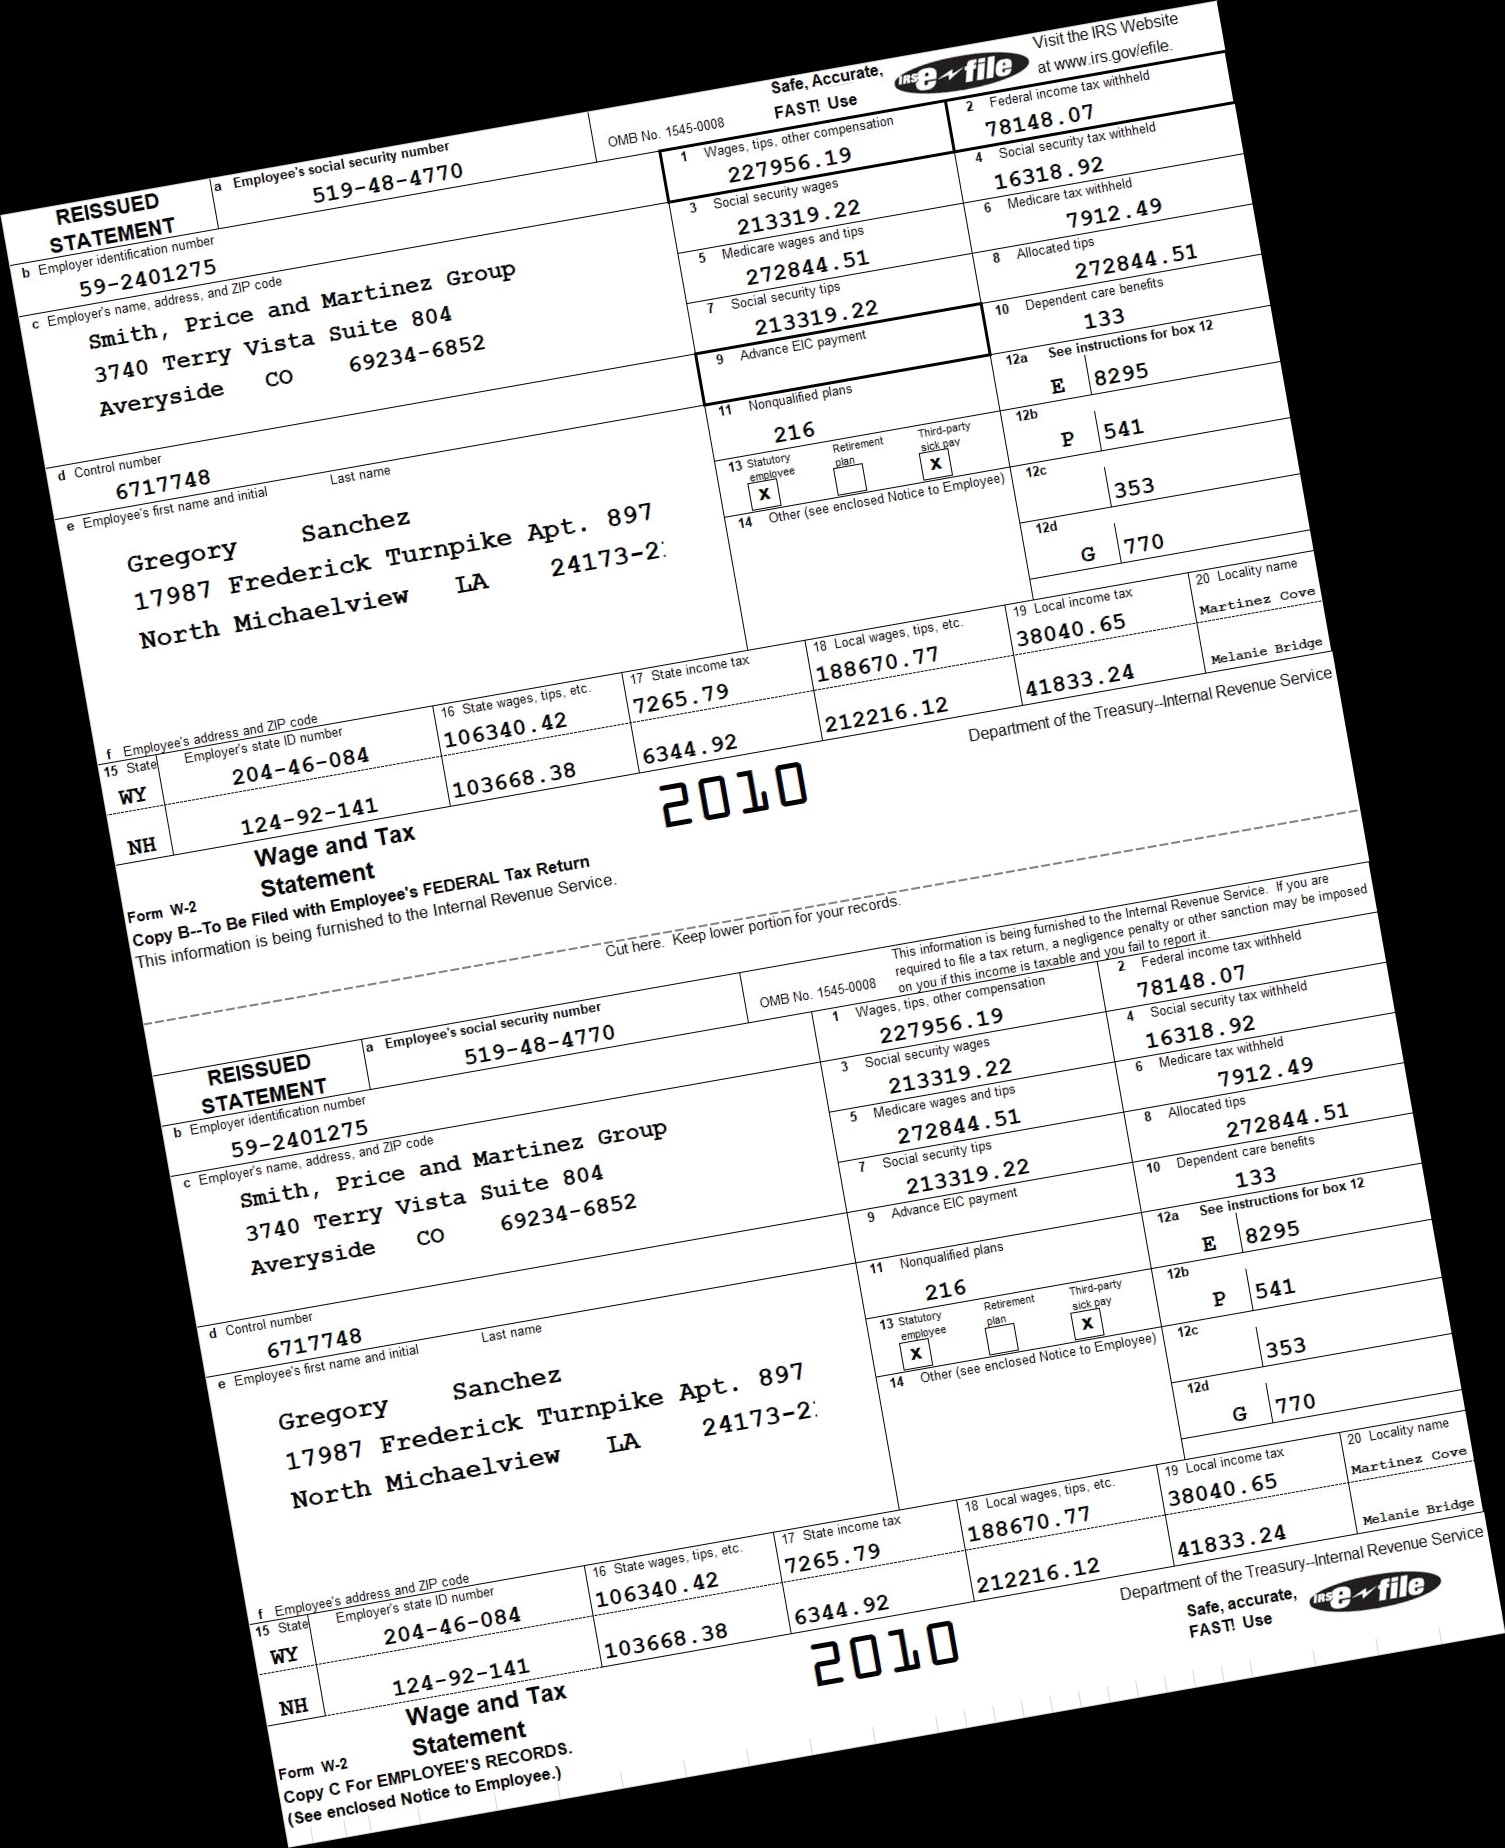 Safe, Accurate,
FAST! Use
IRS e-file
Visit the IRS Website
at www.irs.gov/efile.
REISSUED
STATEMENT
a Employee's social security number
519-48-4770
OMB No. 1545-0008
1 Wages, tips, other compensation
227956.19
2 Federal income tax withheld
78148.07
b Employer identification number
59-2401275
3 Social security wages
213319.22
4 Social security tax withheld
16318.92
c Employer's name, address, and ZIP code
Smith, Price and Martinez Group
3740 Terry Vista Suite 804
Averyside CO 69234-6852
5 Medicare wages and tips
272844.51
6 Medicare tax withheld
7912.49
7 Social security tips
213319.22
8 Allocated tips
272844.51
9 Advance EIC payment
10 Dependent care benefits
133
d Control number
6717748
11 Nonqualified plans
216
12a See instructions for box 12
E 8295
12b
P 541
e Employee's first name and initial Last name
Gregory Sanchez
17987 Frederick Turnpike Apt. 897
North Michaelview LA 24173-2
13 Statutory employee
x
Retirement plan
Third-party sick pay
x
14 Other (see enclosed Notice to Employee)
12c
353
12d
G 770
f Employee's address and ZIP code
15 State Employer's state ID number
16 State wages, tips, etc.
17 State income tax
18 Local wages, tips, etc.
19 Local income tax
20 Locality name
WY 204-46-084 106340.42 7265.79 188670.77 38040.65 Martinez Cove
NH 124-92-141 103668.38 6344.92 212216.12 41833.24 Melanie Bridge
Form W-2
Wage and Tax
Statement
2010
Department of the Treasury--Internal Revenue Service
Copy B--To Be Filed with Employee's FEDERAL Tax Return
This information is being furnished to the Internal Revenue Service.
Cut here. Keep lower portion for your records.
REISSUED
STATEMENT
a Employee's social security number
519-48-4770
OMB No. 1545-0008
This information is being furnished to the Internal Revenue Service. If you are
required to file a tax return, a negligence penalty or other sanction may be imposed
on you if this income is taxable and you fail to report it.
1 Wages, tips, other compensation
227956.19
2 Federal income tax withheld
78148.07
b Employer identification number
59-2401275
3 Social security wages
213319.22
4 Social security tax withheld
16318.92
c Employer's name, address, and ZIP code
Smith, Price and Martinez Group
3740 Terry Vista Suite 804
Averyside CO 69234-6852
5 Medicare wages and tips
272844.51
6 Medicare tax withheld
7912.49
7 Social security tips
213319.22
8 Allocated tips
272844.51
9 Advance EIC payment
10 Dependent care benefits
133
d Control number
6717748
11 Nonqualified plans
216
12a See instructions for box 12
E 8295
12b
P 541
e Employee's first name and initial Last name
Gregory Sanchez
17987 Frederick Turnpike Apt. 897
North Michaelview LA 24173-2
13 Statutory employee
x
Retirement plan
Third-party sick pay
x
14 Other (see enclosed Notice to Employee)
12c
353
12d
G 770
f Employee's address and ZIP code
15 State Employer's state ID number
16 State wages, tips, etc.
17 State income tax
18 Local wages, tips, etc.
19 Local income tax
20 Locality name
WY 204-46-084 106340.42 7265.79 188670.77 38040.65 Martinez Cove
NH 124-92-141 103668.38 6344.92 212216.12 41833.24 Melanie Bridge
Form W-2
Wage and Tax
Statement
2010
Department of the Treasury--Internal Revenue Service
Safe, accurate,
FAST! Use
IRS e-file
Copy C For EMPLOYEE'S RECORDS.
(See enclosed Notice to Employee.)